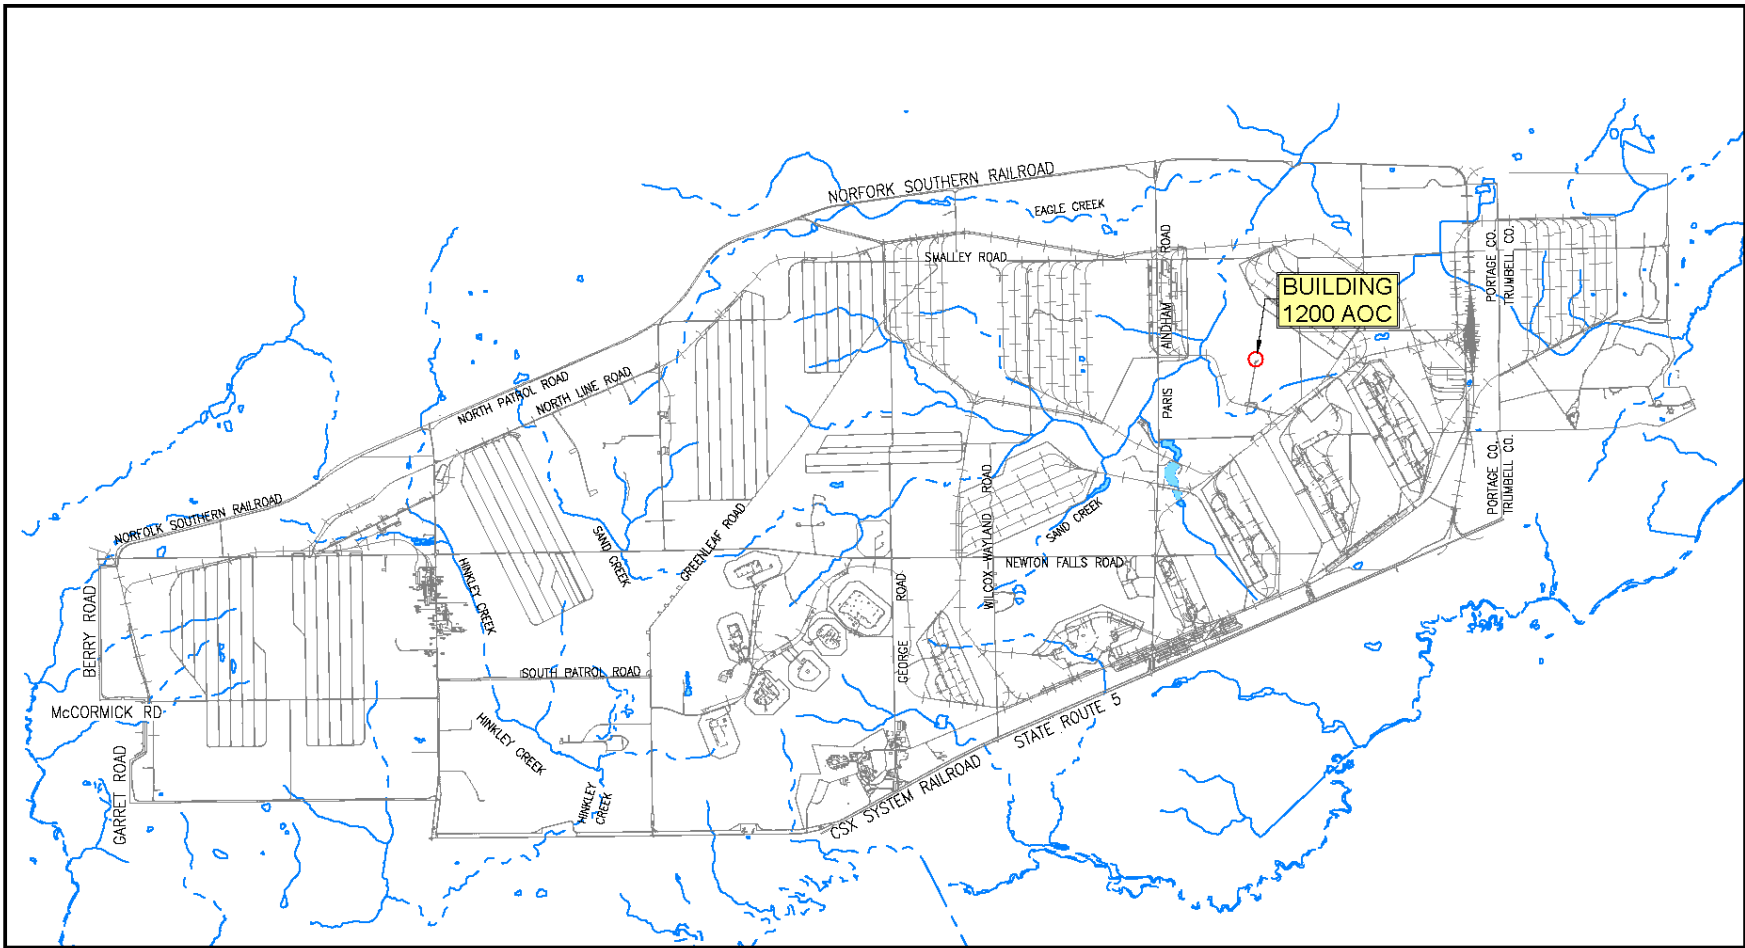 NORFORK SOUTHERN RAILROAD
EAGLE CREEK
SMALLEY ROAD
PARIS WINDHAM ROAD
BUILDING
1200 AOC
PORTAGE CO.
TRUMBELL CO.
NORTH PATROL ROAD
NORTH LINE ROAD
PORTAGE CO.
TRUMBELL CO.
NORFOLK SOUTHERN RAILROAD
SAND CREEK
GREENLEAF ROAD
WILCOX-WAYLAND ROAD
SAND CREEK
NEWTON FALLS ROAD
HINKLEY CREEK
BERRY ROAD
GEORGE ROAD
SOUTH PATROL ROAD
McCORMICK RD
HINKLEY CREEK
STATE ROUTE 5
GARRET ROAD
HINKLEY
CREEK
CSX SYSTEM RAILROAD